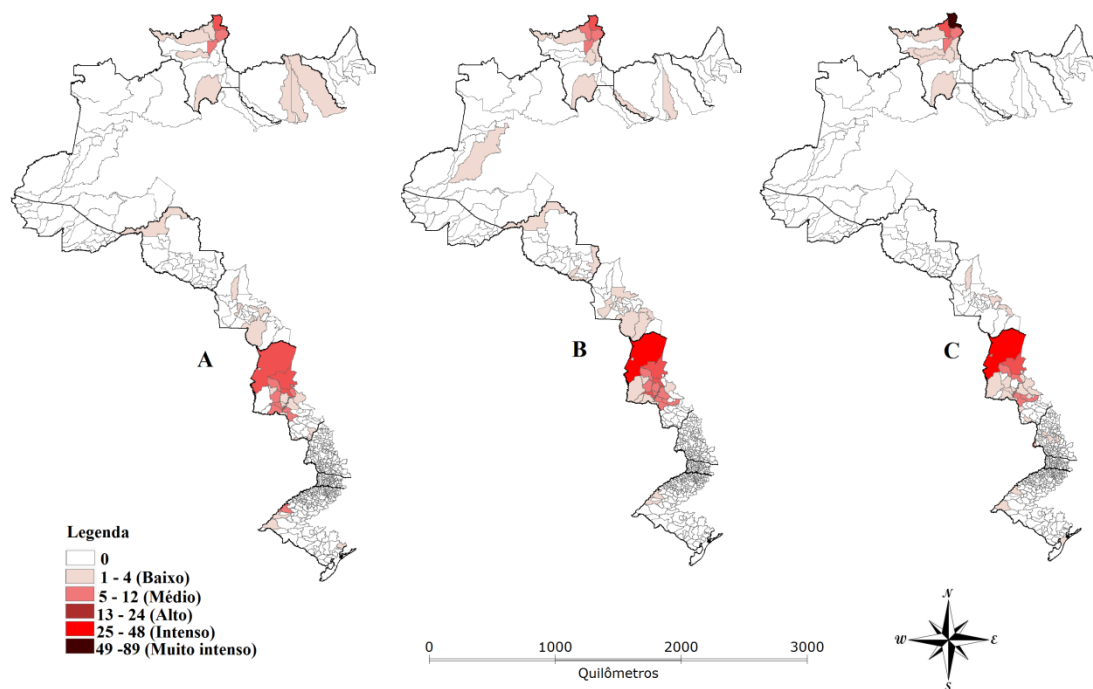 A
B
C
Legenda
0
1 - 4 (Baixo)
5 - 12 (Médio)
13 - 24 (Alto)
25 - 48 (Intenso)
49 -89 (Muito intenso)
0 1000 2000 3000
Quilômetros
N
W E
S